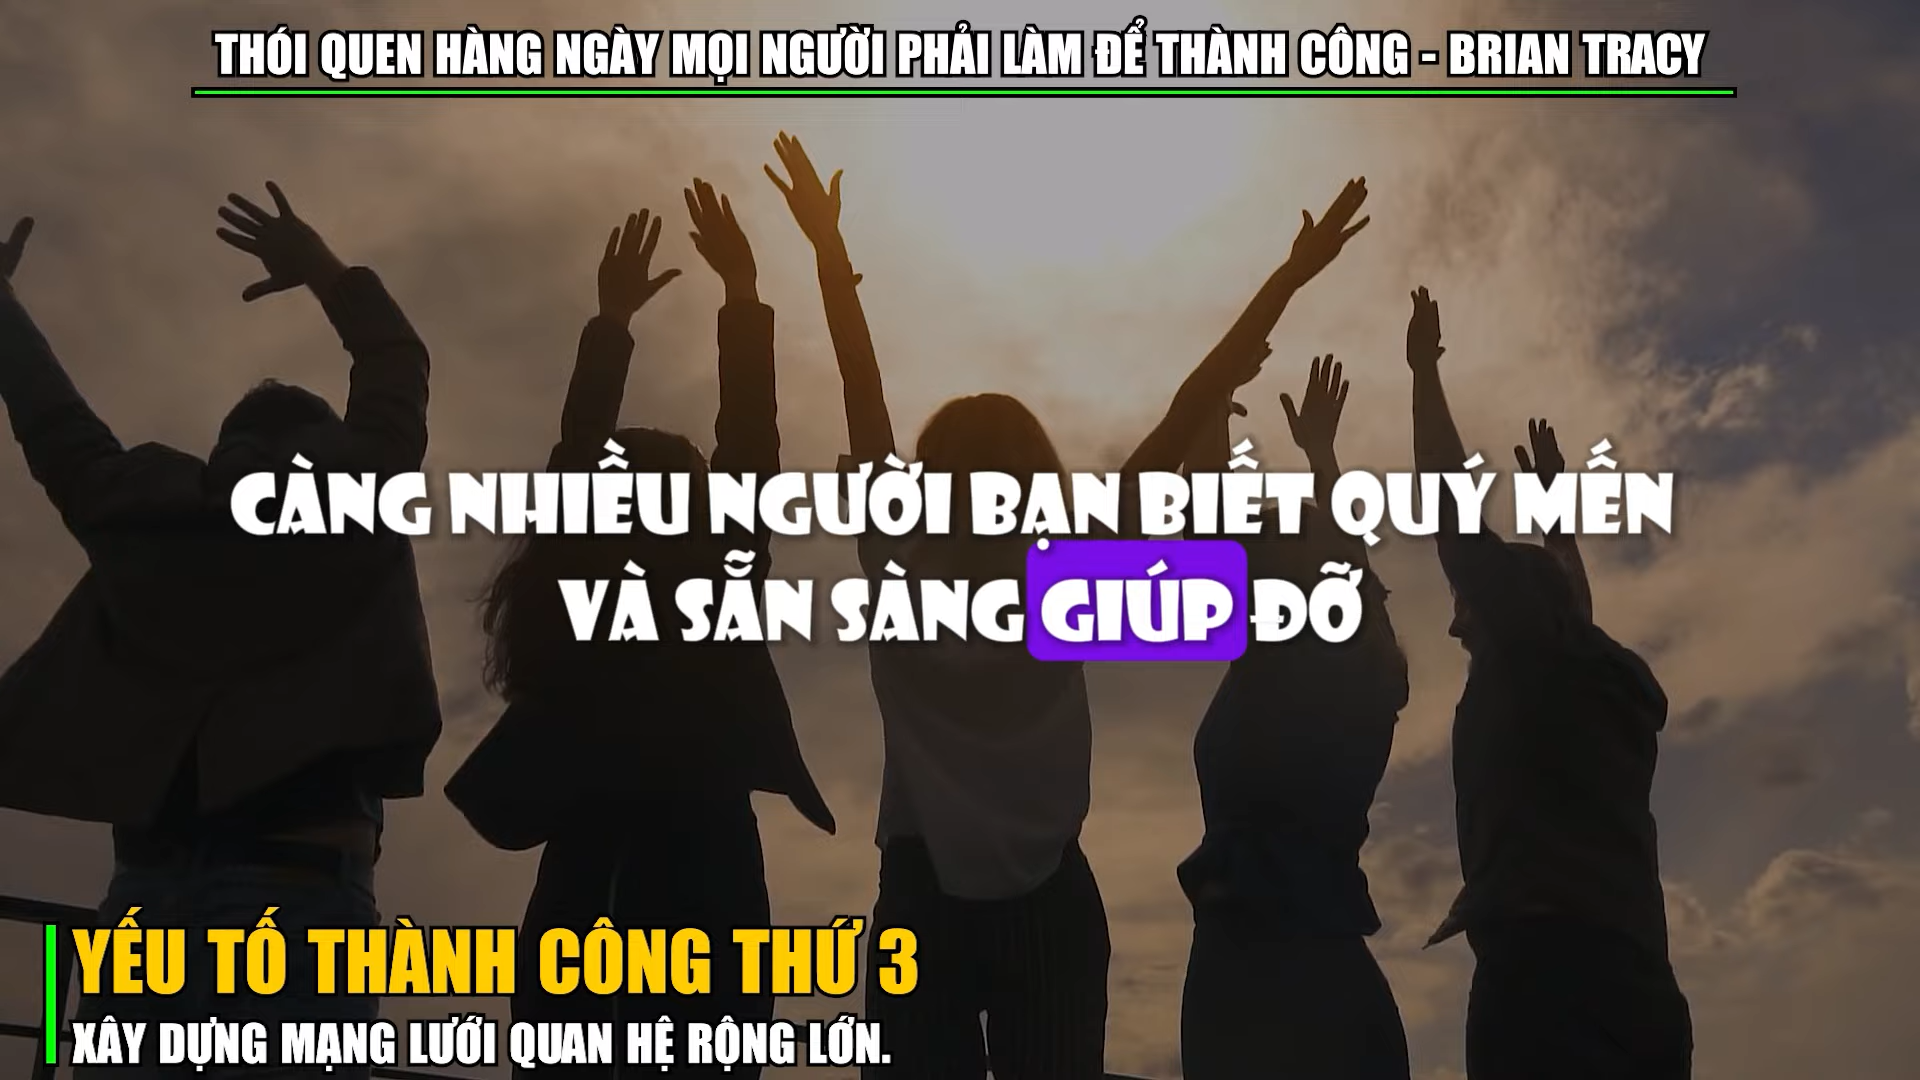 THÓI QUEN HÀNG NGÀY MỌI NGƯỜI PHẢI LÀM ĐỂ THÀNH CÔNG - BRIAN TRACY
CÀNG NHIỀU NGƯỜI BẠN BIẾT QUÝ MẾN
VÀ SẴN SÀNG GIÚP ĐỠ
YẾU TỐ THÀNH CÔNG THỨ 3
XÂY DỰNG MẠNG LƯỚI QUAN HỆ RỘNG LỚN.